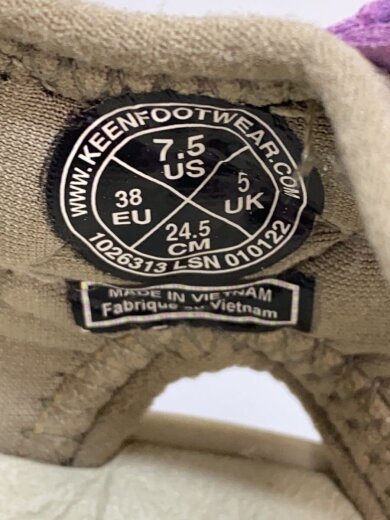 WWW.KEENFOOTWEAR.COM
7.5
US
38
EU
5
UK
24.5
CM
1026313 LSN 010122
MADE IN VIETNAM
Fabriqué au Vietnam